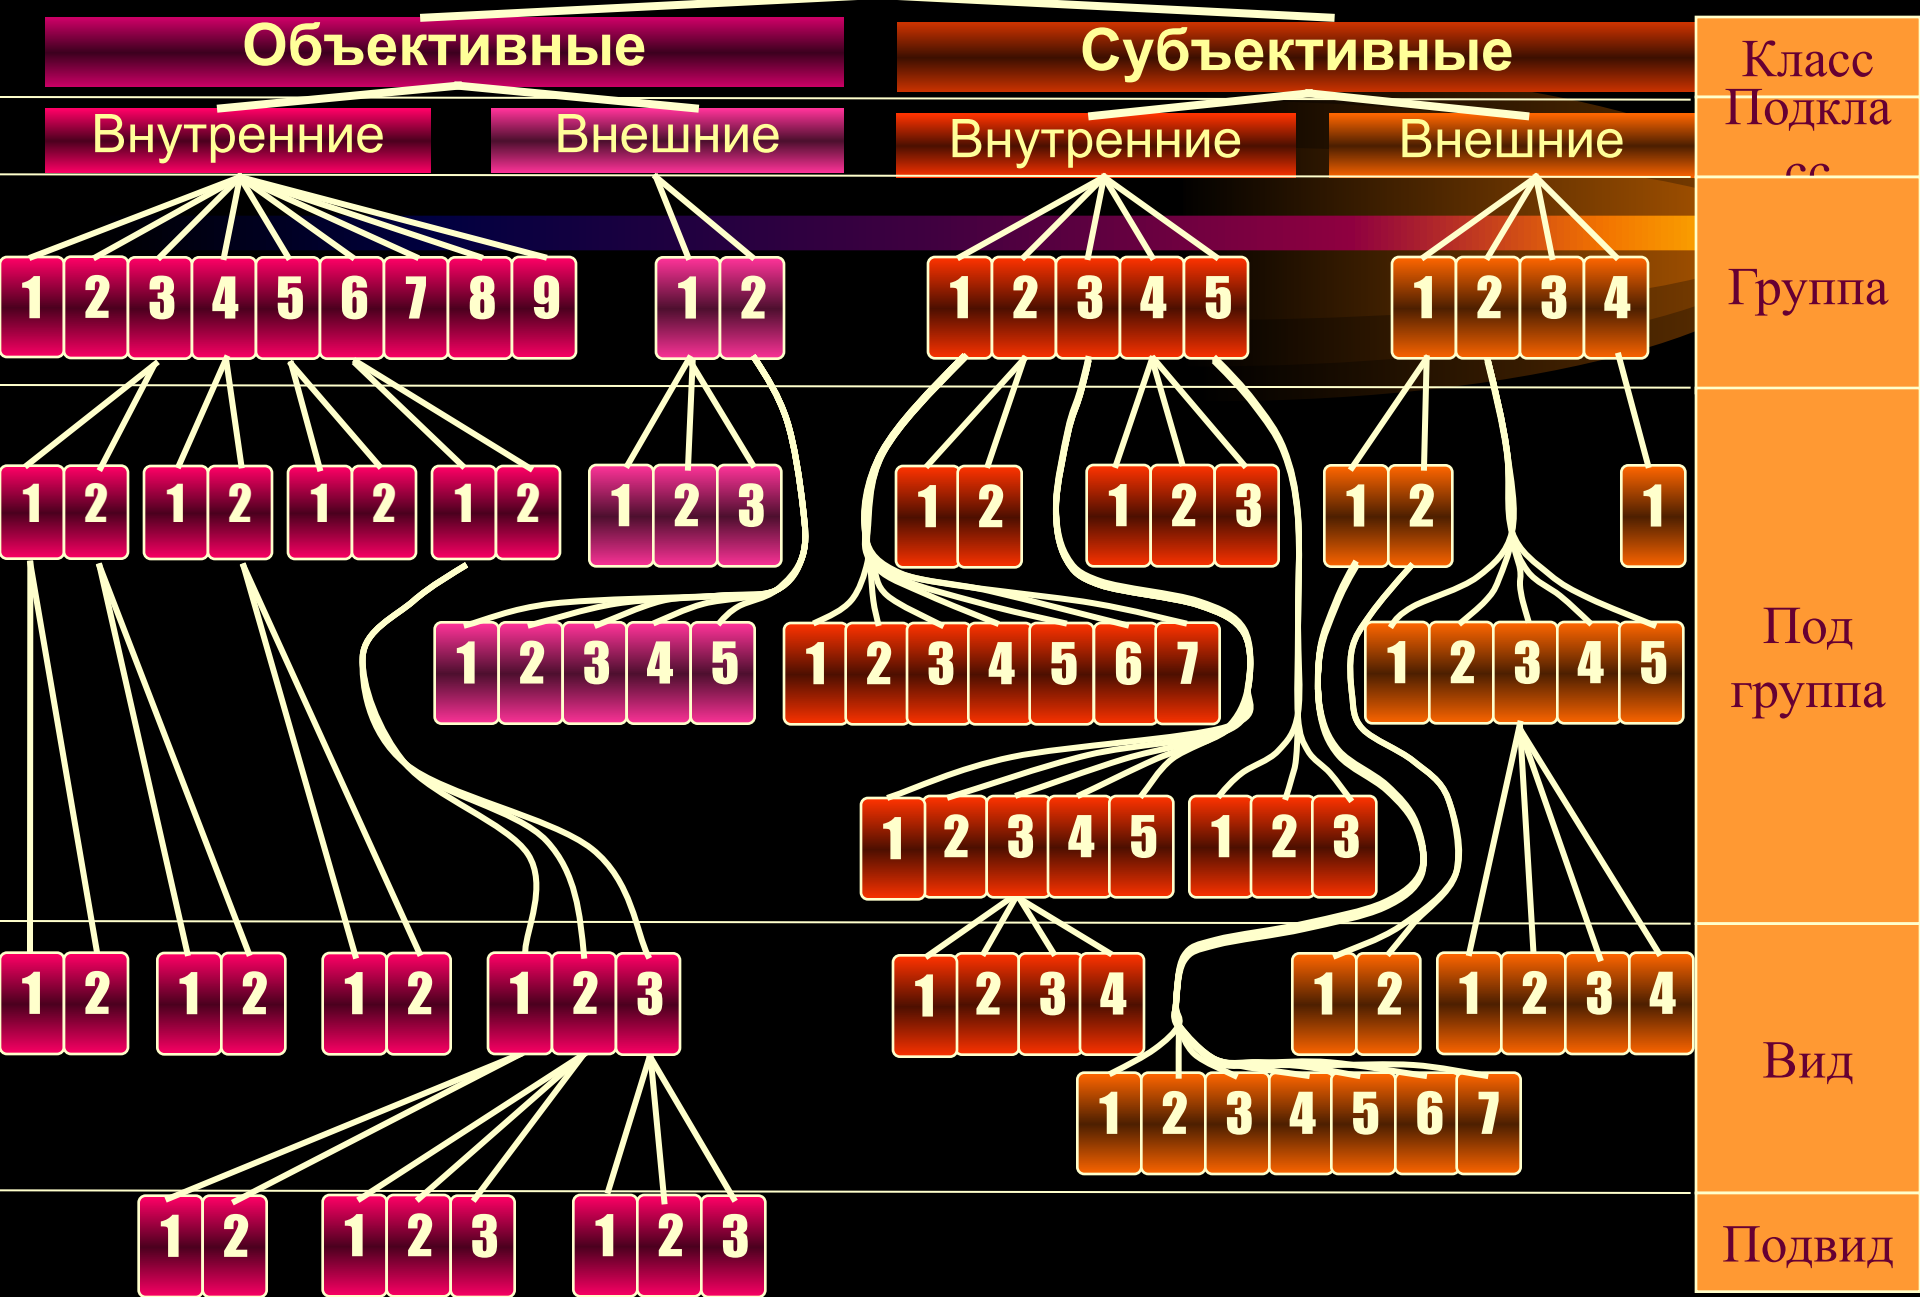 Объективные Субъективные Класс
Внутренние Внешние Внутренние Внешние Подкла
сс
1 2 3 4 5 6 7 8 9 1 2 1 2 3 4 5 1 2 3 4 Группа
1 2 1 2 1 2 1 2 1 2 3 1 2 1 2 3 1 2 1
Под
группа
1 2 3 4 5 1 2 3 4 5 6 7 1 2 3 4 5
1 2 3 4 5 1 2 3
1 2 1 2 1 2 1 2 3 1 2 3 4 1 2 1 2 3 4
Вид
1 2 3 4 5 6 7
1 2 1 2 3 1 2 3 Подвид